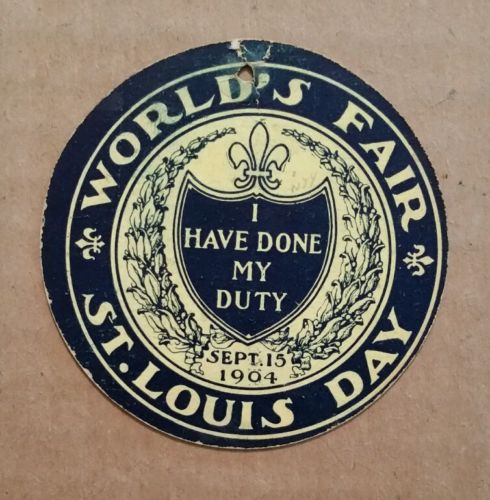 WORLD'S FAIR
I
HAVE DONE
MY
DUTY
SEPT. 15
1904
ST. LOUIS DAY